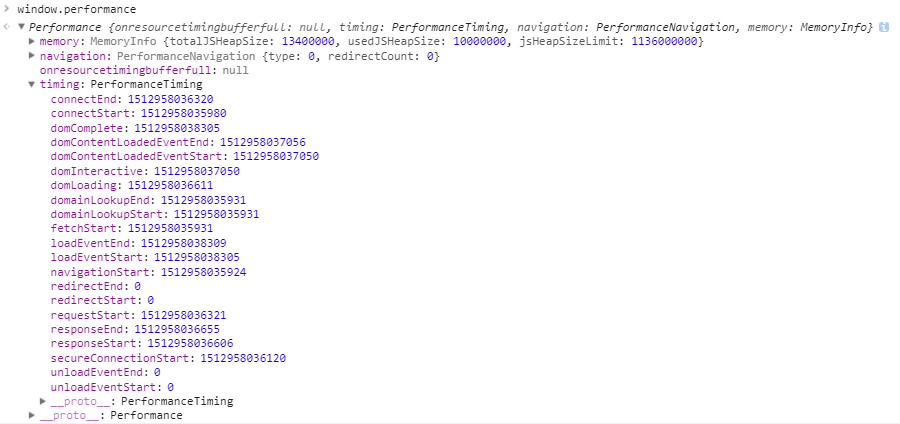 window.performance
Performance {onresourcetimingbufferfull: null, timing: PerformanceTiming, navigation: PerformanceNavigation, memory: MemoryInfo} i
memory: MemoryInfo {totalJSHeapSize: 13400000, usedJSHeapSize: 10000000, jsHeapSizeLimit: 1136000000}
navigation: PerformanceNavigation {type: 0, redirectCount: 0}
onresourcetimingbufferfull: null
timing: PerformanceTiming
connectEnd: 1512958036320
connectStart: 1512958035980
domComplete: 1512958038305
domContentLoadedEventEnd: 1512958037056
domContentLoadedEventStart: 1512958037050
domInteractive: 1512958037050
domLoading: 1512958036611
domainLookupEnd: 1512958035931
domainLookupStart: 1512958035931
fetchStart: 1512958035931
loadEventEnd: 1512958038309
loadEventStart: 1512958038305
navigationStart: 1512958035924
redirectEnd: 0
redirectStart: 0
requestStart: 1512958036321
responseEnd: 1512958036655
responseStart: 1512958036606
secureConnectionStart: 1512958036120
unloadEventEnd: 0
unloadEventStart: 0
__proto__: PerformanceTiming
__proto__: Performance